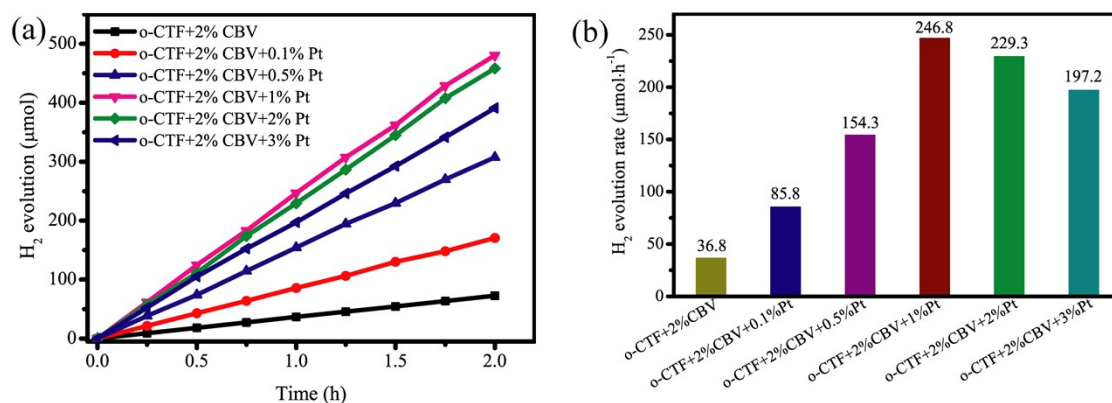 (a)
H₂ evolution (μmol)
500
400
300
200
100
0
o-CTF+2% CBV
o-CTF+2% CBV+0.1% Pt
o-CTF+2% CBV+0.5% Pt
o-CTF+2% CBV+1% Pt
o-CTF+2% CBV+2% Pt
o-CTF+2% CBV+3% Pt
0.0 0.5 1.0 1.5 2.0
Time (h)
(b)
H₂ evolution rate (μmol·h⁻¹)
250
200
150
100
50
0
36.8
85.8
154.3
246.8
229.3
197.2
o-CTF+2%CBV
o-CTF+2%CBV+0.1%Pt
o-CTF+2%CBV+0.5%Pt
o-CTF+2%CBV+1%Pt
o-CTF+2%CBV+2%Pt
o-CTF+2%CBV+3%Pt